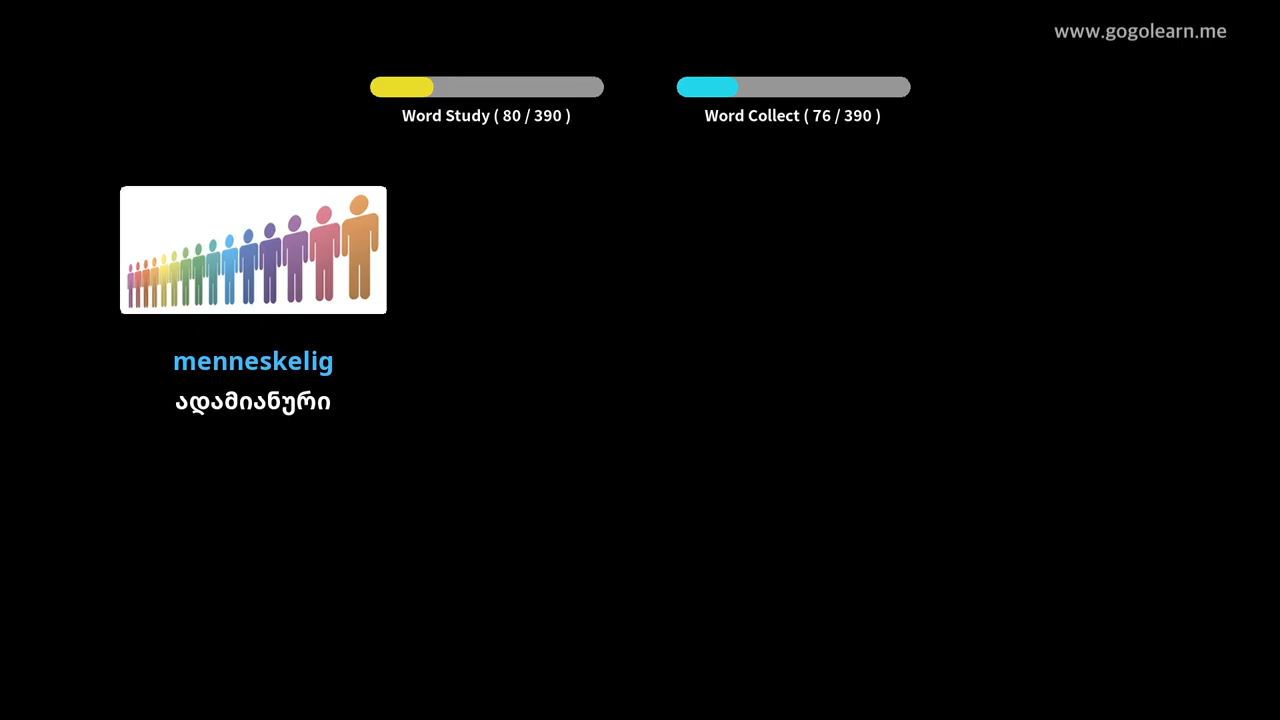 www.gogolearn.me
Word Study ( 80 / 390 )
Word Collect ( 76 / 390 )
menneskelig
ადამიანური